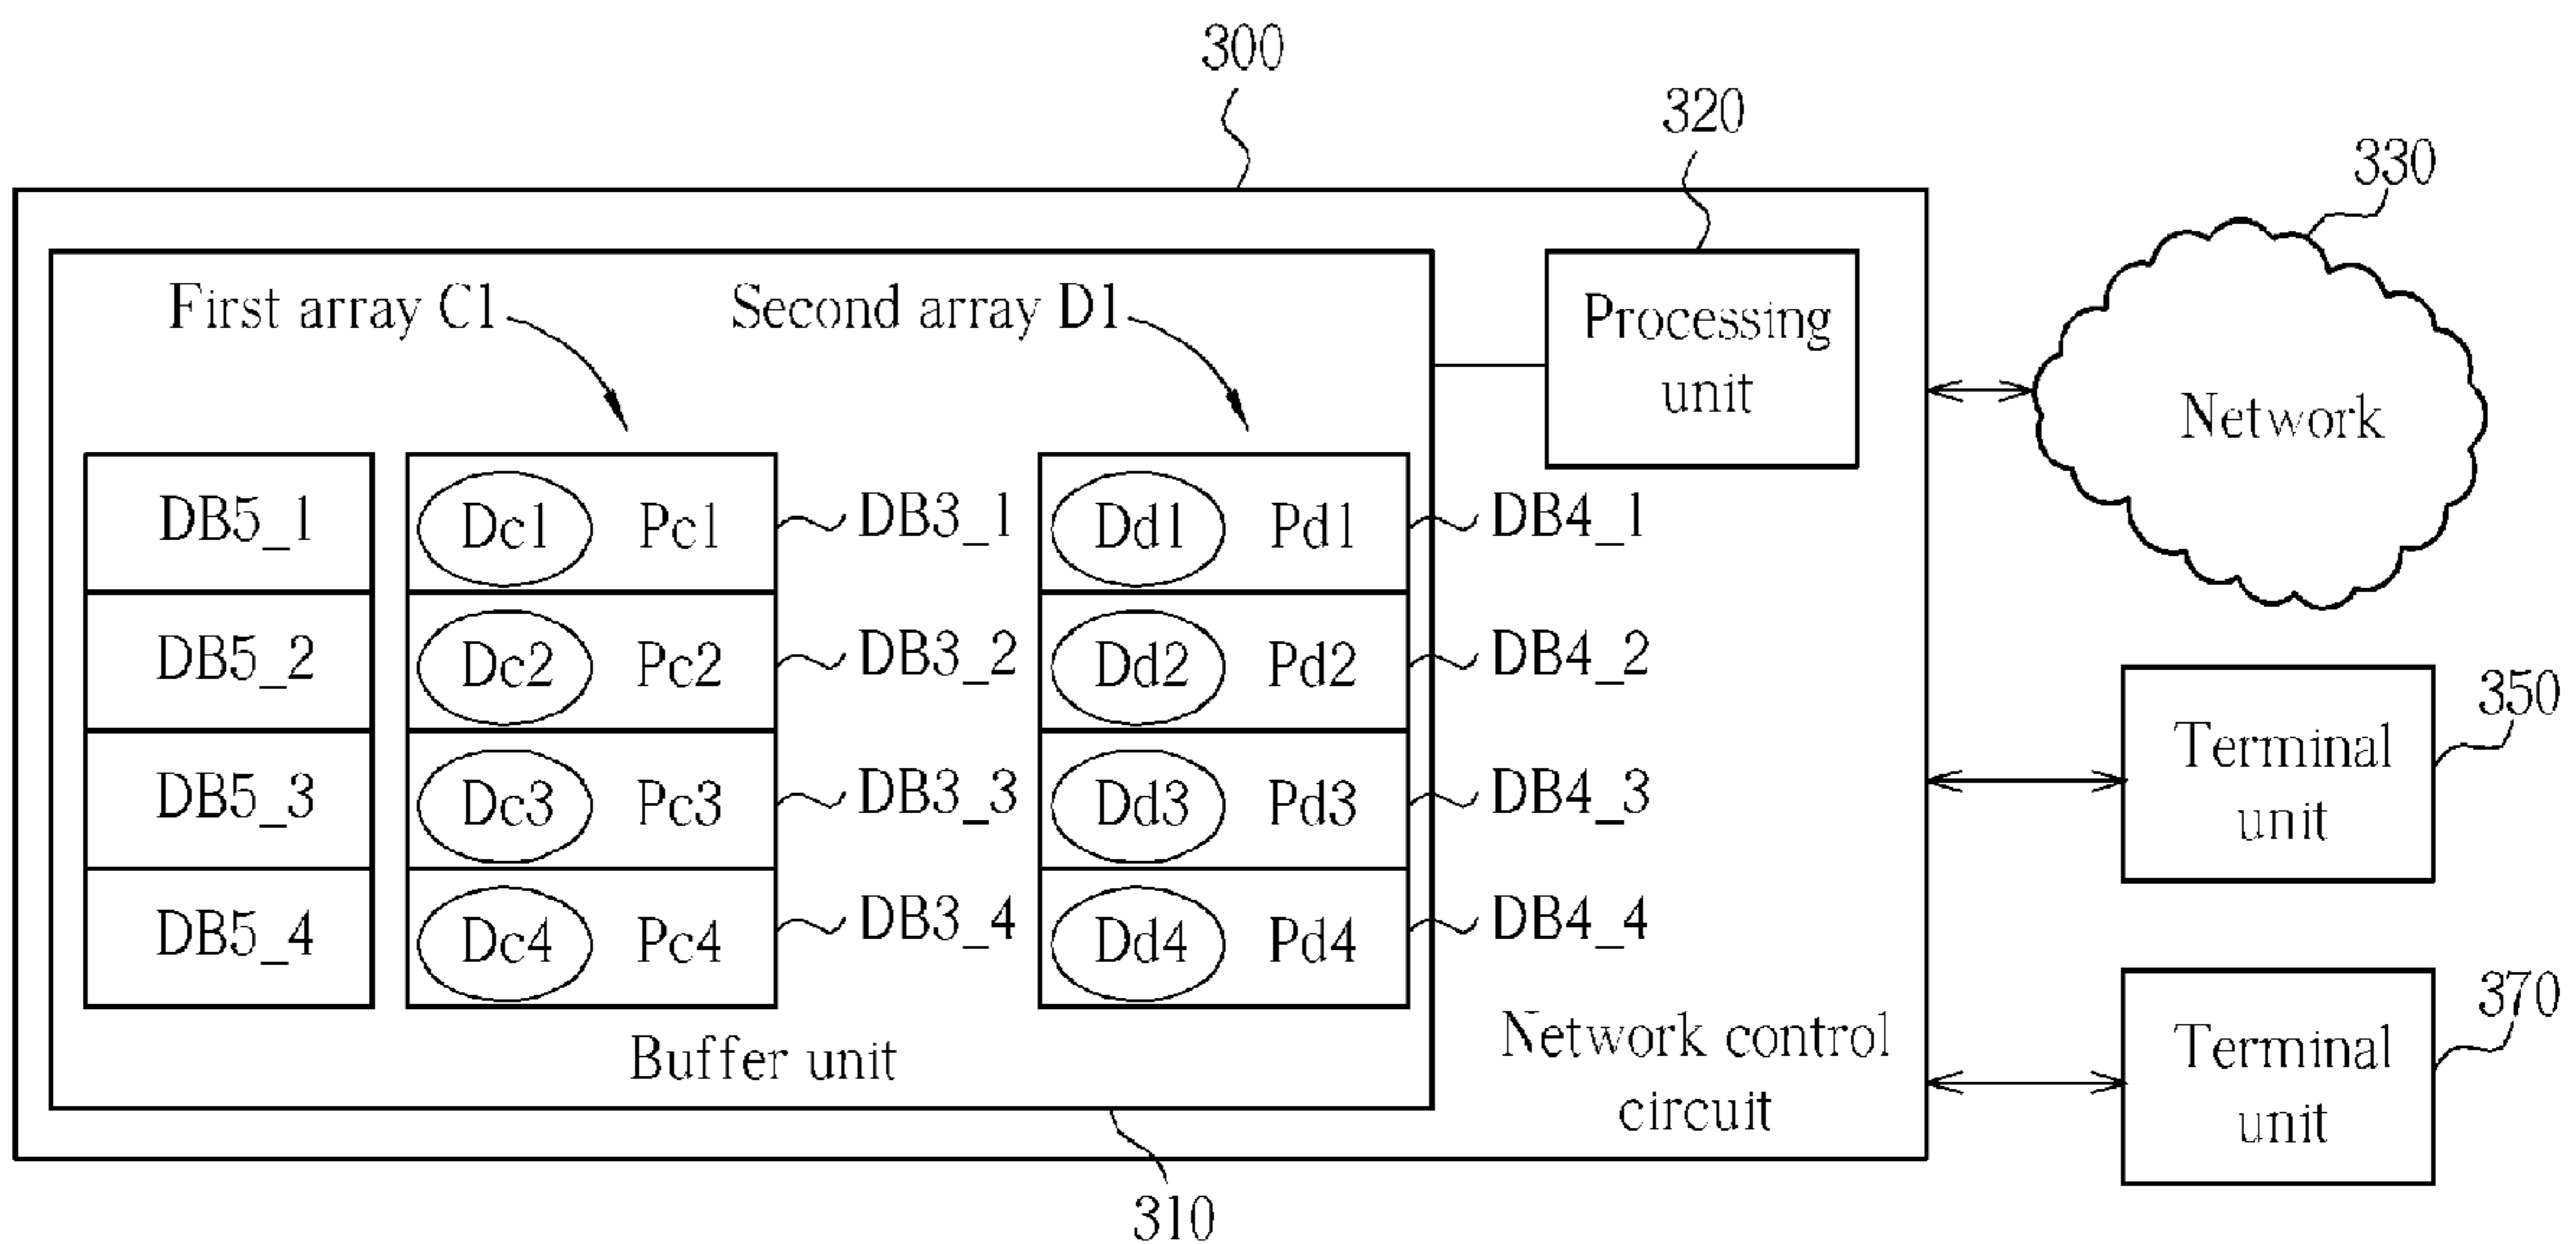 300
320
330
First array C1
Second array D1
Processing
unit
Network
DB5_1
Dc1
Pc1
DB3_1
Dd1
Pd1
DB4_1
DB5_2
Dc2
Pc2
DB3_2
Dd2
Pd2
DB4_2
350
Terminal
unit
DB5_3
Dc3
Pc3
DB3_3
Dd3
Pd3
DB4_3
DB5_4
Dc4
Pc4
DB3_4
Dd4
Pd4
DB4_4
370
Terminal
unit
Buffer unit
Network control
circuit
310